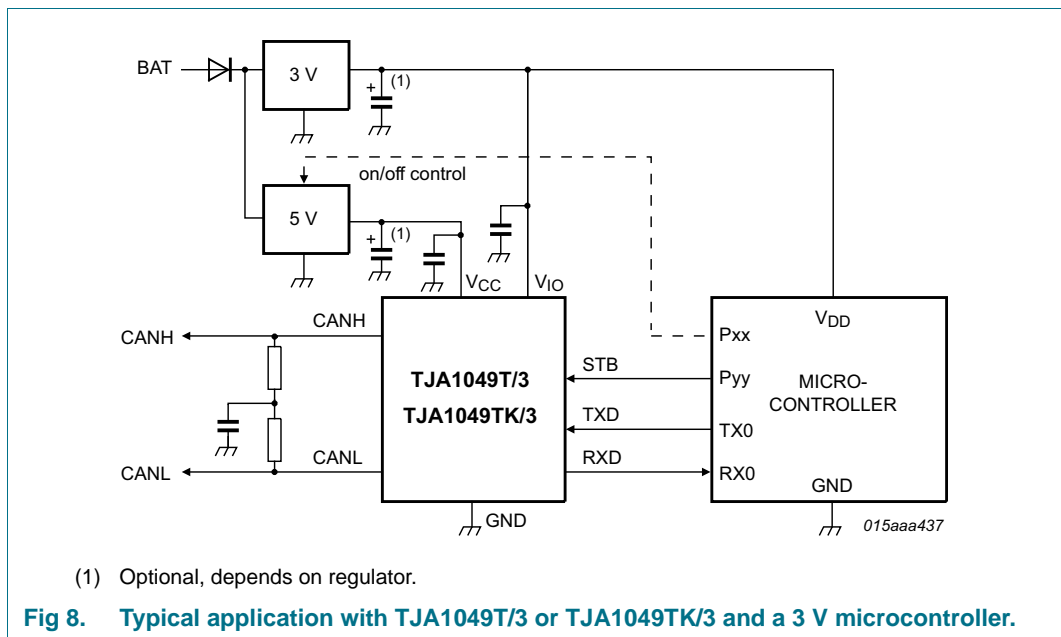 BAT
3 V
(1)
+
on/off control
5 V
(1)
+
VCC
VIO
CANH
CANH
TJA1049T/3
TJA1049TK/3
STB
TXD
RXD
Pxx
VDD
Pyy
MICRO-
CONTROLLER
TX0
RX0
GND
CANL
CANL
GND
015aaa437
(1) Optional, depends on regulator.
Fig 8. Typical application with TJA1049T/3 or TJA1049TK/3 and a 3 V microcontroller.